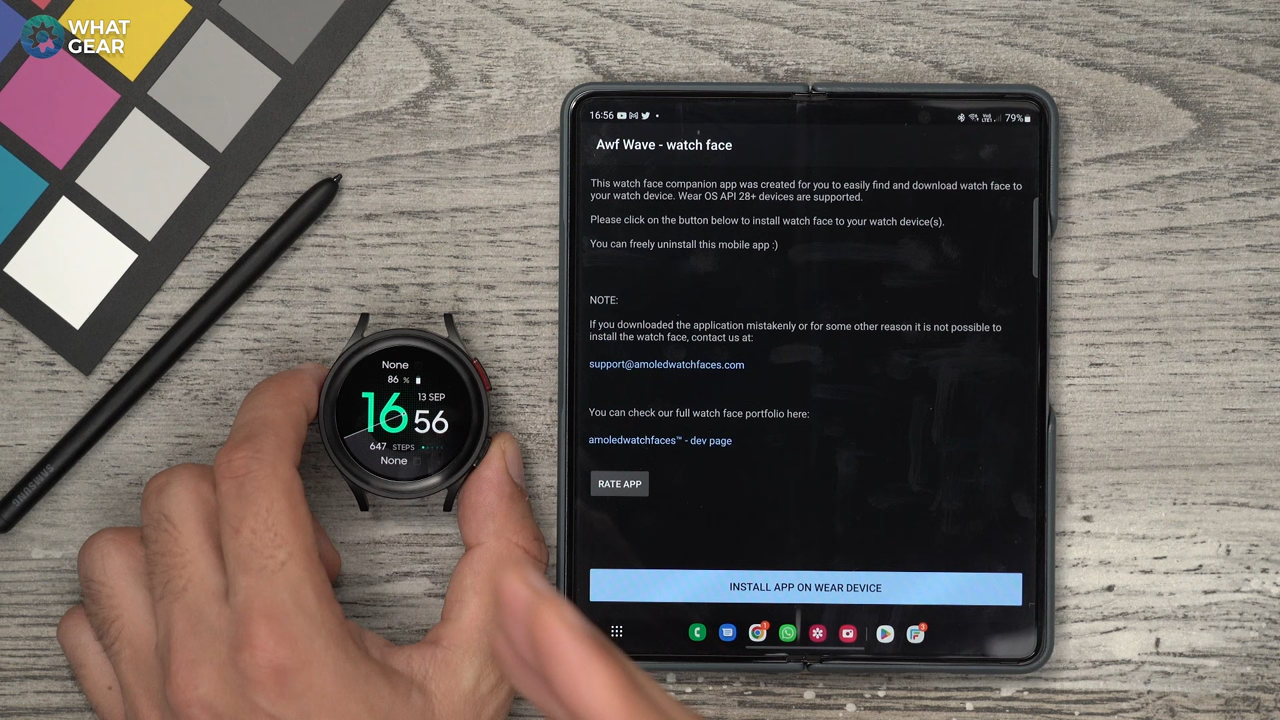 WHAT
GEAR
SAMSUNG
None
86 %
13 SEP
16 56
647 STEPS
None
16:56
79%
Awf Wave - watch face
This watch face companion app was created for you to easily find and download watch face to
your watch device. Wear OS API 28+ devices are supported.
Please click on the button below to install watch face to your watch device(s).
You can freely uninstall this mobile app :)
NOTE:
If you downloaded the application mistakenly or for some other reason it is not possible to
install the watch face, contact us at:
support@amoledwatchfaces.com
You can check our full watch face portfolio here:
amoledwatchfaces™ - dev page
RATE APP
INSTALL APP ON WEAR DEVICE
1
3